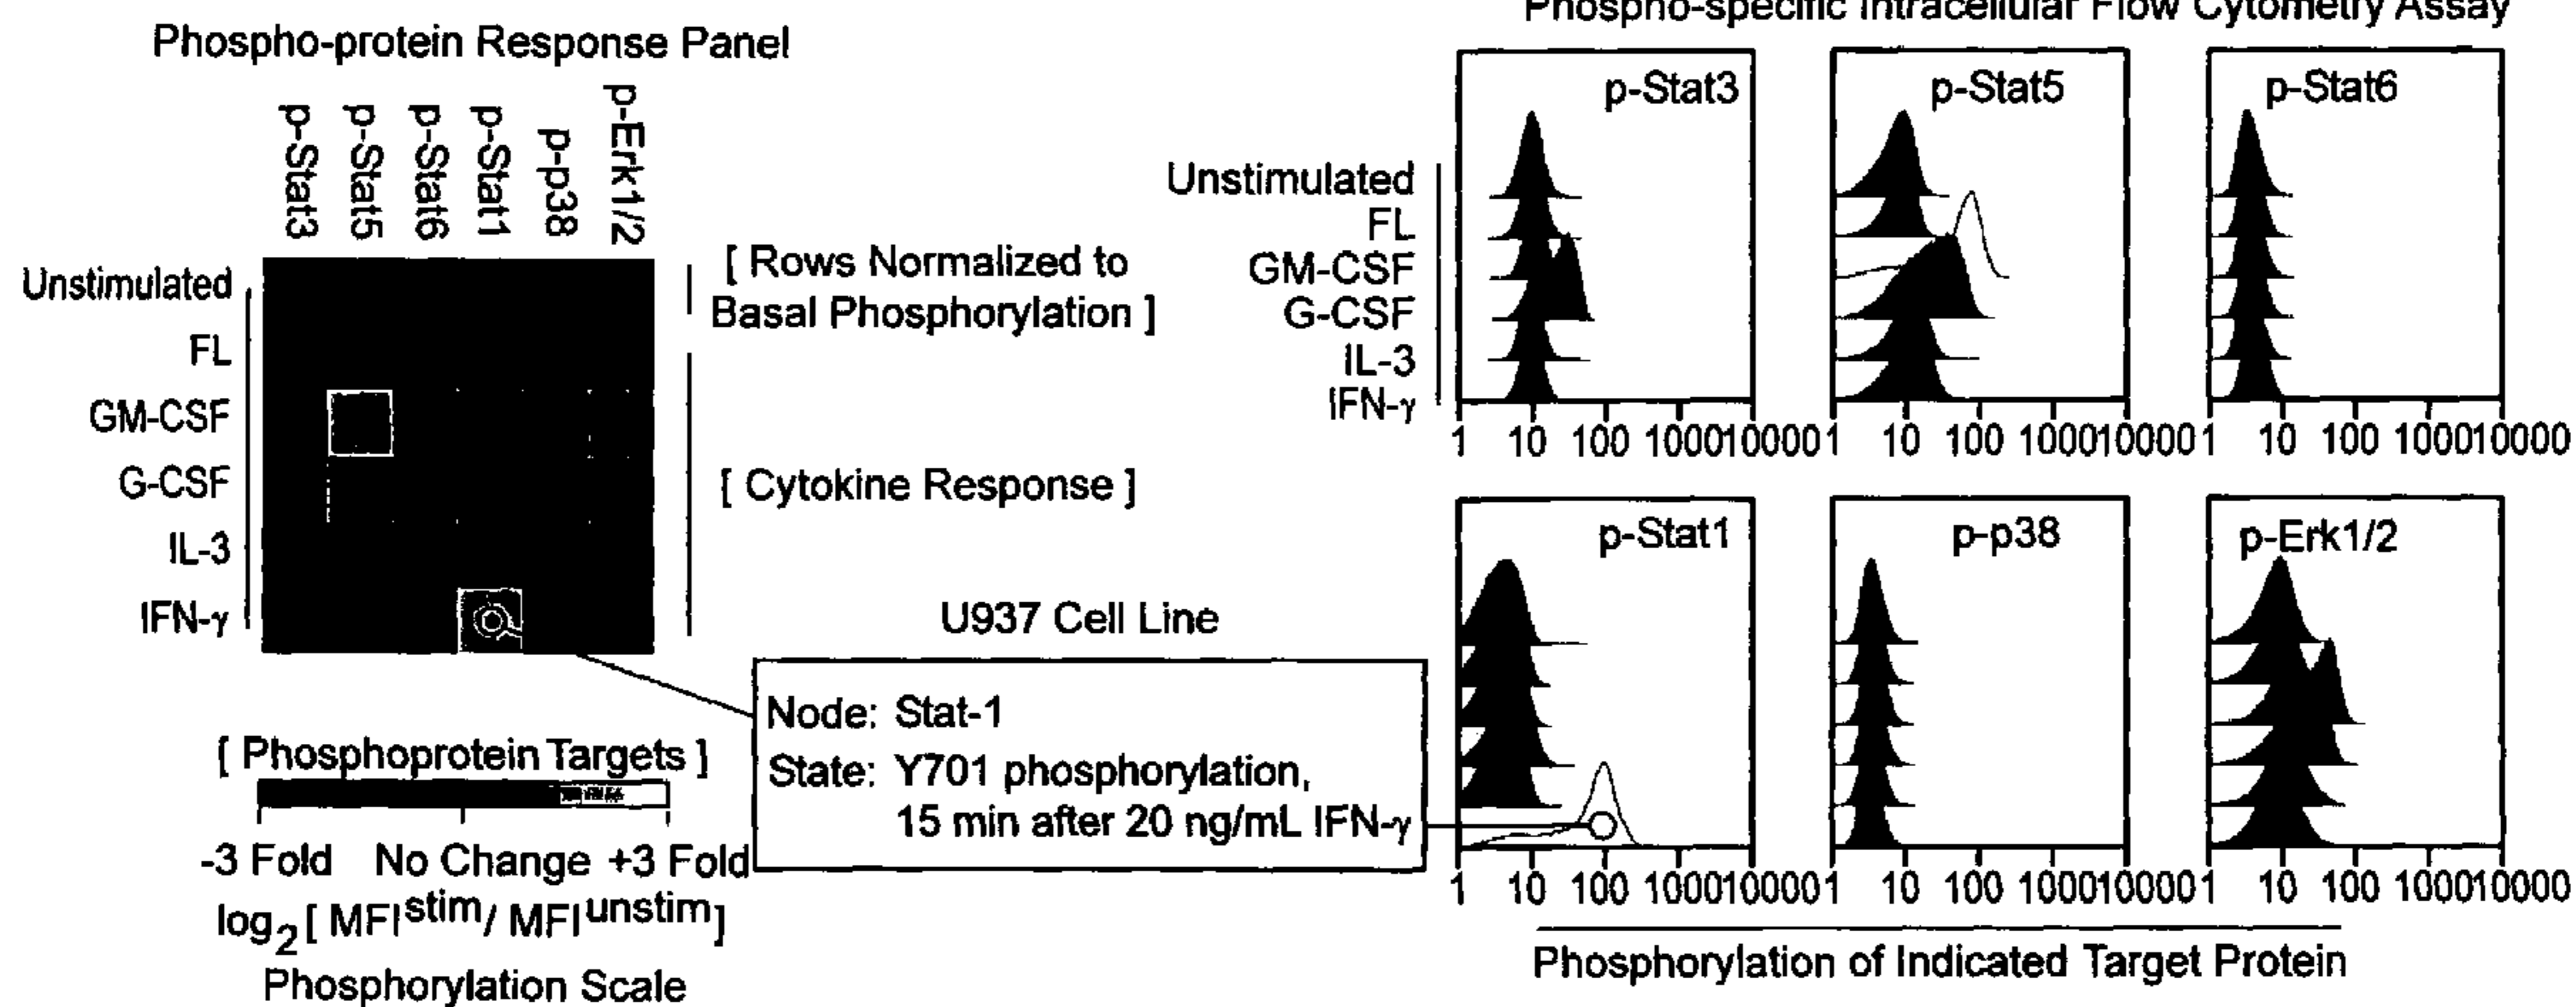 Phospho-protein Response Panel
p-Stat3
p-Stat5
p-Stat6
p-Stat1
p-p38
p-Erk1/2
Unstimulated
FL
GM-CSF
G-CSF
IL-3
IFN-γ
[ Rows Normalized to
Basal Phosphorylation ]
[ Cytokine Response ]
U937 Cell Line
Node: Stat-1
State: Y701 phosphorylation,
15 min after 20 ng/mL IFN-γ
[ Phosphoprotein Targets ]
-3 Fold No Change +3 Fold
log2 [ MFIstim / MFIunstim ]
Phosphorylation Scale
Phospho-specific Intracellular Flow Cytometry Assay
Unstimulated
FL
GM-CSF
G-CSF
IL-3
IFN-γ
p-Stat3
1 10 100 1000 10000
p-Stat5
1 10 100 1000 10000
p-Stat6
1 10 100 1000 10000
p-Stat1
1 10 100 1000 10000
p-p38
1 10 100 1000 10000
p-Erk1/2
1 10 100 1000 10000
Phosphorylation of Indicated Target Protein